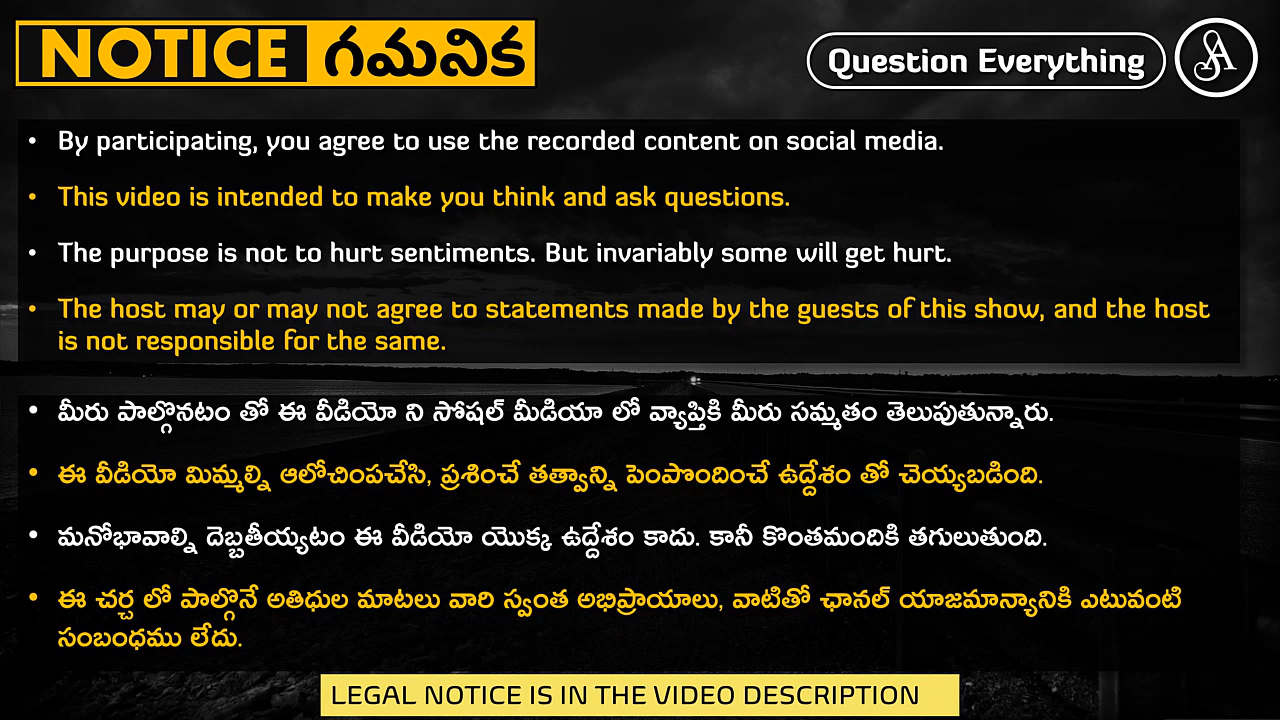 NOTICE గమనిక
Question Everything
• By participating, you agree to use the recorded content on social media.
• This video is intended to make you think and ask questions.
• The purpose is not to hurt sentiments. But invariably some will get hurt.
• The host may or may not agree to statements made by the guests of this show, and the host
is not responsible for the same.
• మీరు పాల్గొనటం తో ఈ వీడియో ని సోషల్ మీడియా లో వ్యాప్తికి మీరు సమ్మతం తెలుపుతున్నారు.
• ఈ వీడియో మిమ్మల్ని ఆలోచింపచేసి, ప్రశించే తత్వాన్ని పెంపొందించే ఉద్దేశం తో చెయ్యబడింది.
• మనోభావాల్ని దెబ్బతీయ్యటం ఈ వీడియో యొక్క ఉద్దేశం కాదు. కానీ కొంతమందికి తగులుతుంది.
• ఈ చర్చ లో పాల్గొనే అతిధుల మాటలు వారి స్వంత అభిప్రాయాలు, వాటితో ఛానల్ యాజమాన్యానికి ఎటువంటి
సంబంధము లేదు.
LEGAL NOTICE IS IN THE VIDEO DESCRIPTION